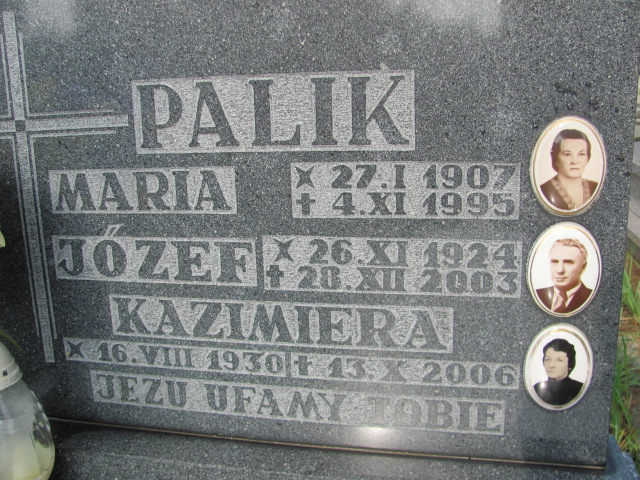 PALIK
MARIA ✶ 27.I 1907
✝ 4.XI 1995
JÓZEF ✶ 26.XI 1924
✝ 28.XII 2003
KAZIMIERA
✶ 16.VIII 1930 ✝ 13.X 2006
JEZU UFAMY TOBIE